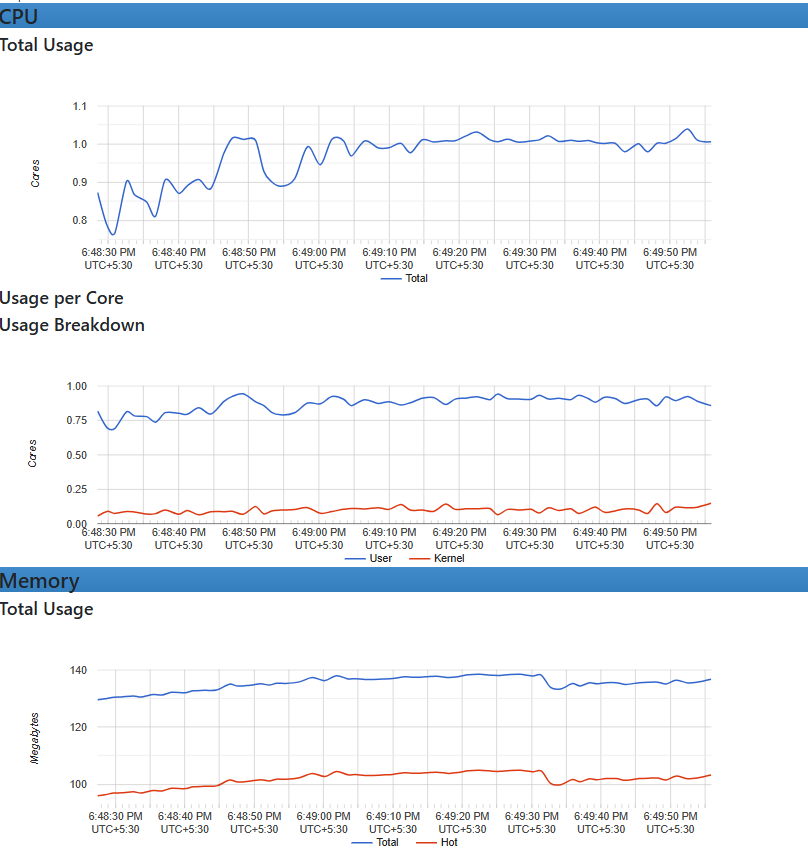 CPU
Total Usage
1.1
1.0
0.9
0.8
Cores
6:48:30 PM 6:48:40 PM 6:48:50 PM 6:49:00 PM 6:49:10 PM 6:49:20 PM 6:49:30 PM 6:49:40 PM 6:49:50 PM
UTC+5:30 UTC+5:30 UTC+5:30 UTC+5:30 UTC+5:30 UTC+5:30 UTC+5:30 UTC+5:30 UTC+5:30
Total
Usage per Core
Usage Breakdown
1.00
0.75
0.50
0.25
0.00
Cores
6:48:30 PM 6:48:40 PM 6:48:50 PM 6:49:00 PM 6:49:10 PM 6:49:20 PM 6:49:30 PM 6:49:40 PM 6:49:50 PM
UTC+5:30 UTC+5:30 UTC+5:30 UTC+5:30 UTC+5:30 UTC+5:30 UTC+5:30 UTC+5:30 UTC+5:30
User Kernel
Memory
Total Usage
140
120
100
Megabytes
6:48:30 PM 6:48:40 PM 6:48:50 PM 6:49:00 PM 6:49:10 PM 6:49:20 PM 6:49:30 PM 6:49:40 PM 6:49:50 PM
UTC+5:30 UTC+5:30 UTC+5:30 UTC+5:30 UTC+5:30 UTC+5:30 UTC+5:30 UTC+5:30 UTC+5:30
Total Hot